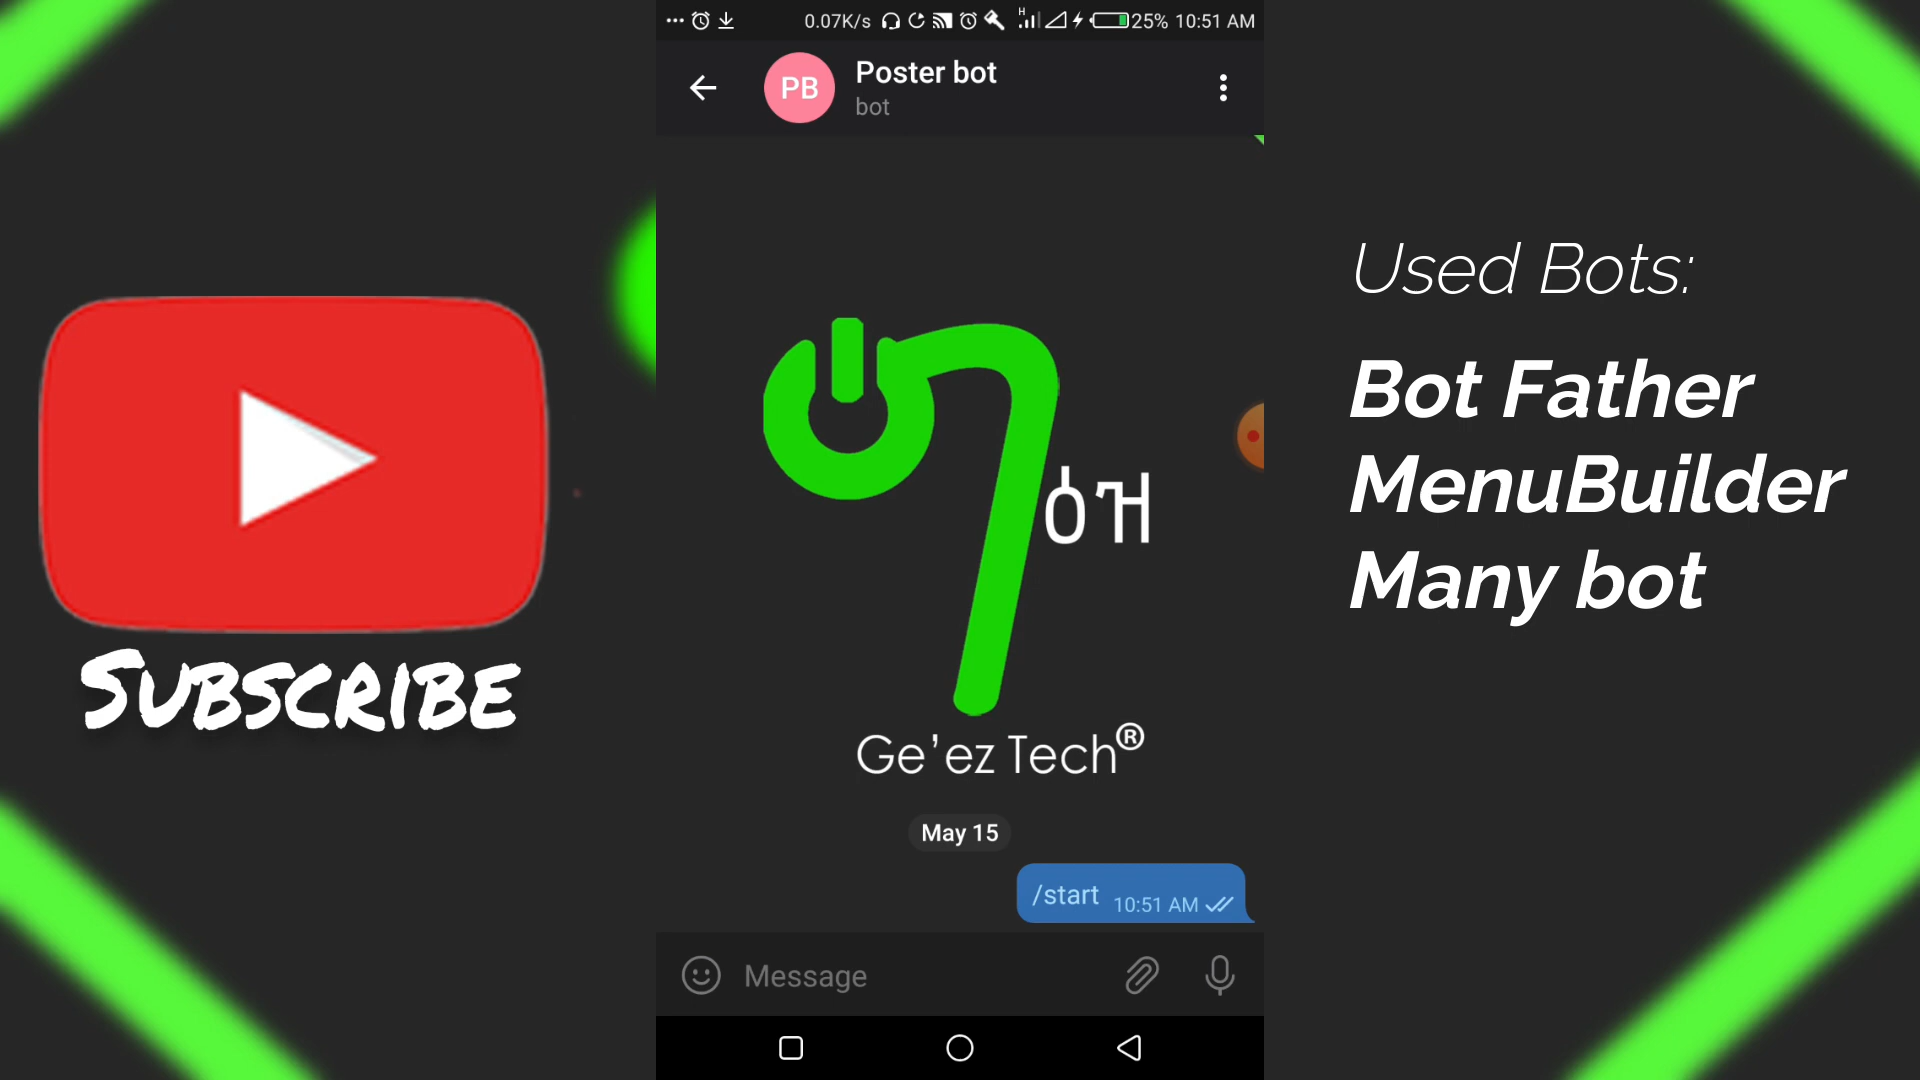 0.07K/s H 25% 10:51 AM
PB
Poster bot
bot
ግዕዝ
Ge’ez Tech®
May 15
/start 10:51 AM
Message
SUBSCRIBE
Used Bots:
Bot Father
MenuBuilder
Many bot